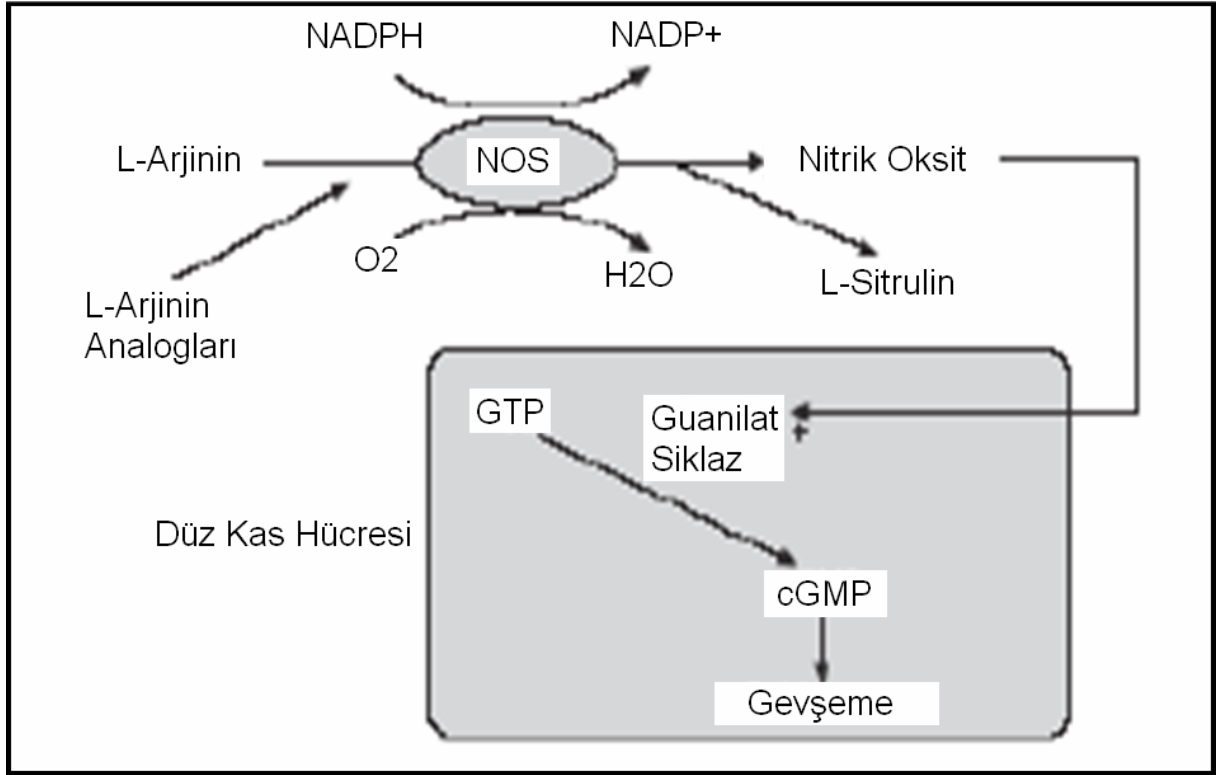 NADPH
NADP+
L-Arjinin
NOS
Nitrik Oksit
O2
H2O
L-Sitrulin
L-Arjinin
Analogları
GTP
Guanilat
Siklaz
+
Düz Kas Hücresi
cGMP
Gevşeme